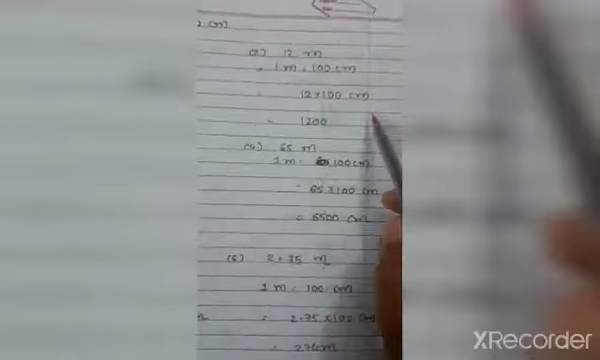 cm
12 m
= 1 m = 100 cm
= 12 × 100 cm
= 1200
65 m
1 m = 100 cm
= 65 × 100 cm
= 6500 cm
2.75 m
1 m = 100 cm
= 2.75 × 100 cm
=
XRecorder